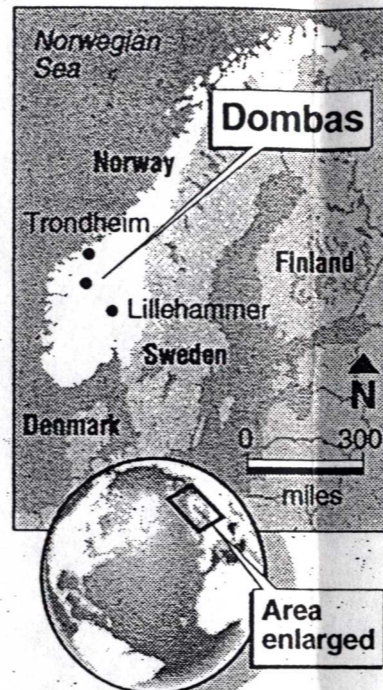 Norwegian
Sea
Dombas
Norway
Trondheim
Finland
Lillehammer
Sweden
N
Denmark
0 300
miles
Area
enlarged